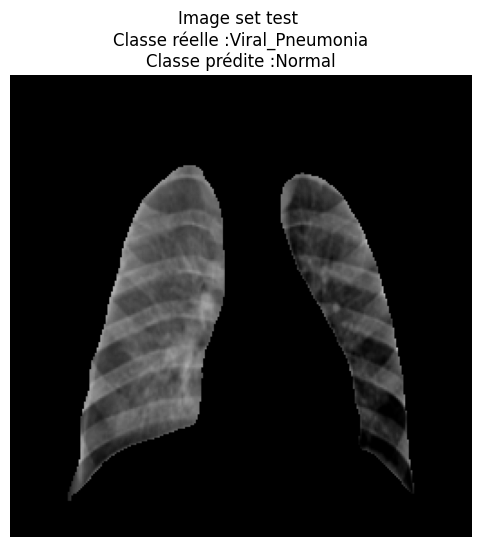 Image set test
Classe réelle :Viral_Pneumonia
Classe prédite :Normal